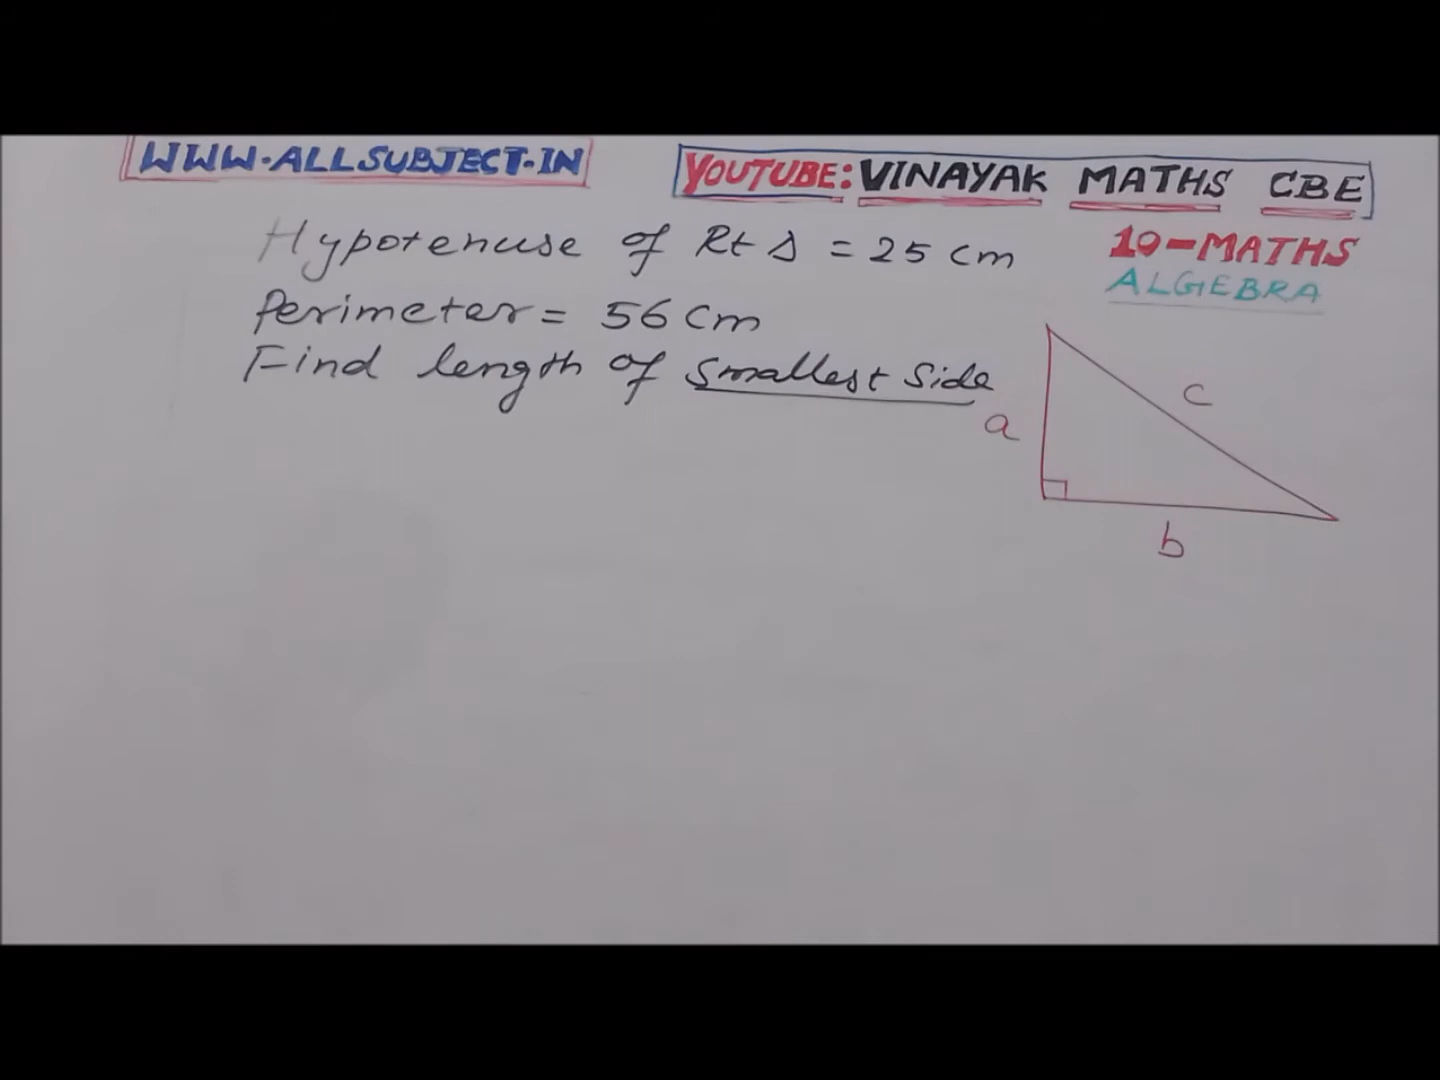 WWW.ALLSUBJECT.IN
YOUTUBE: VINAYAK MATHS CBE
10-MATHS
ALGEBRA
Hypotenuse of Rt Δ = 25 cm
Perimeter = 56 cm
Find length of smallest side
a
c
b